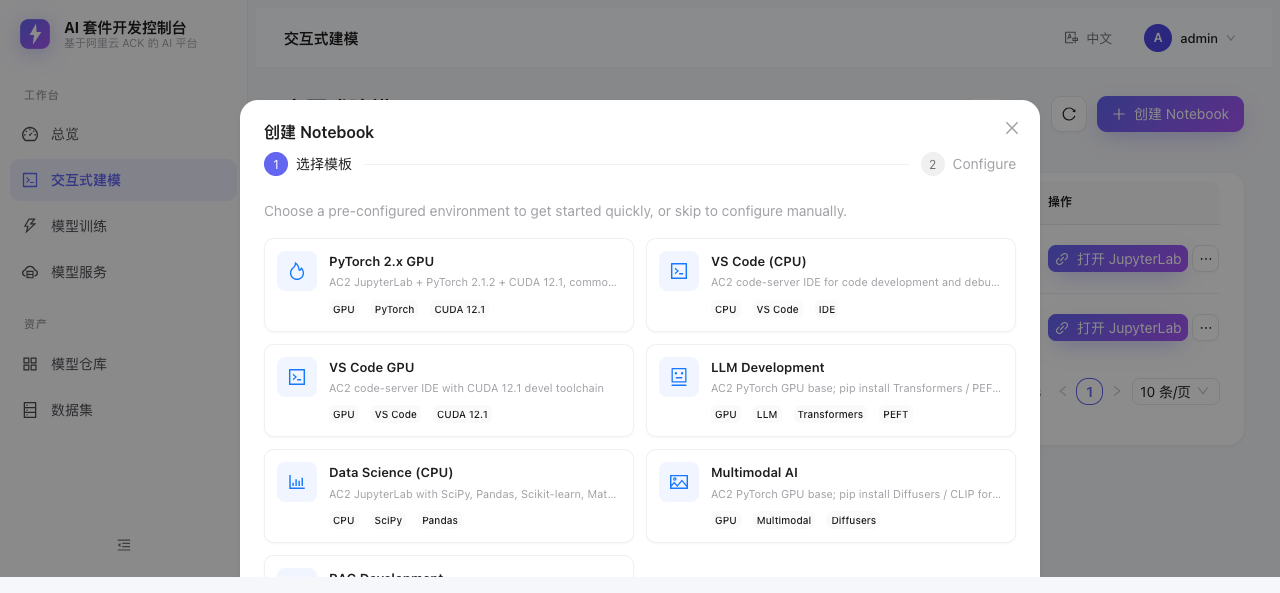 AI 套件开发控制台
基于阿里云 ACK 的 AI 平台
工作台
总览
交互式建模
模型训练
模型服务
资产
模型仓库
数据集
交互式建模
中文
A
admin
创建 Notebook
操作
打开 JupyterLab
打开 JupyterLab
1
10 条/页
创建 Notebook
1
选择模板
2
Configure
Choose a pre-configured environment to get started quickly, or skip to configure manually.
PyTorch 2.x GPU
AC2 JupyterLab + PyTorch 2.1.2 + CUDA 12.1, commo...
GPU PyTorch CUDA 12.1
VS Code (CPU)
AC2 code-server IDE for code development and debu...
CPU VS Code IDE
VS Code GPU
AC2 code-server IDE with CUDA 12.1 devel toolchain
GPU VS Code CUDA 12.1
LLM Development
AC2 PyTorch GPU base; pip install Transformers / PEF...
GPU LLM Transformers PEFT
Data Science (CPU)
AC2 JupyterLab with SciPy, Pandas, Scikit-learn, Mat...
CPU SciPy Pandas
Multimodal AI
AC2 PyTorch GPU base; pip install Diffusers / CLIP for...
GPU Multimodal Diffusers
RAG Development